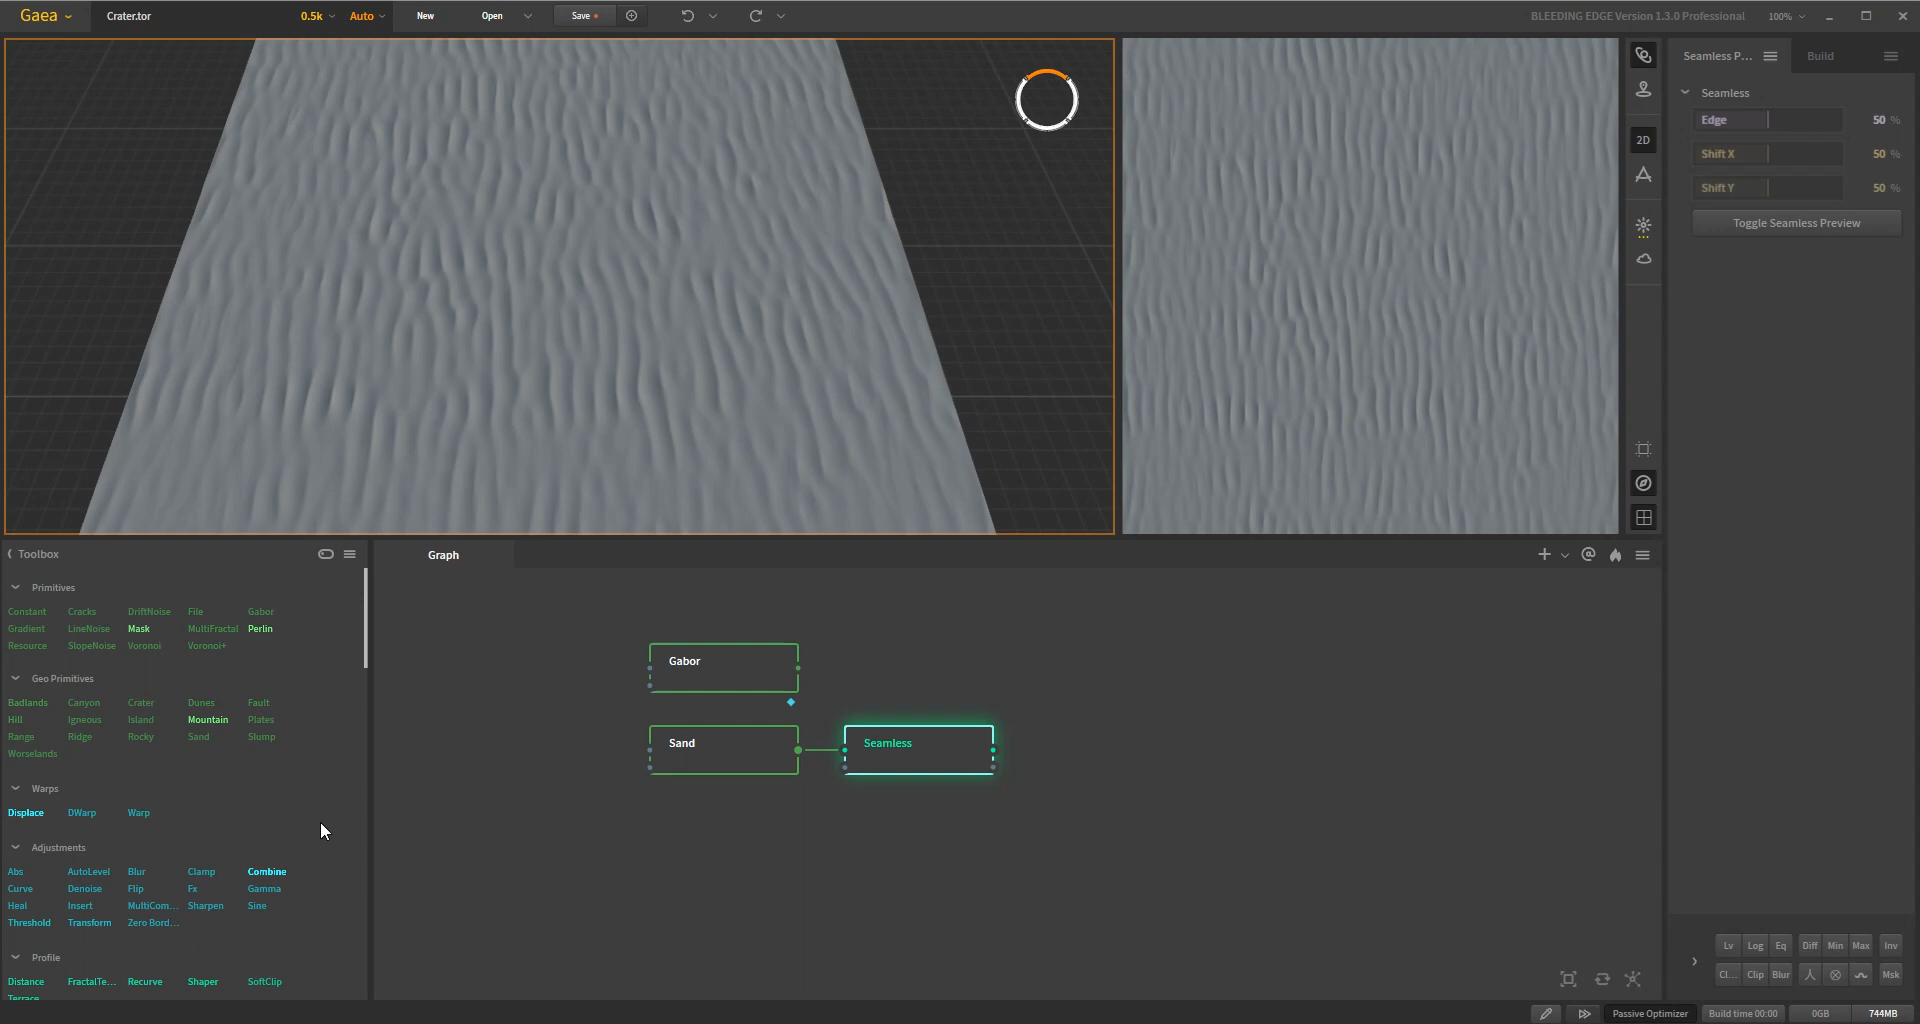 Gaea
Crater.tor
0.5k
Auto
New
Open
Save
BLEEDING EDGE Version 1.3.0 Professional
100%
2D
Seamless P...
Build
Seamless
Edge 50 %
Shift X 50 %
Shift Y 50 %
Toggle Seamless Preview
Toolbox
Primitives
Constant Cracks DriftNoise File Gabor
Gradient LineNoise Mask MultiFractal Perlin
Resource SlopeNoise Voronoi Voronoi+
Geo Primitives
Badlands Canyon Crater Dunes Fault
Hill Igneous Island Mountain Plates
Range Ridge Rocky Sand Slump
Worselands
Warps
Displace DWarp Warp
Adjustments
Abs AutoLevel Blur Clamp Combine
Curve Denoise Flip Fx Gamma
Heal Insert MultiCom... Sharpen Sine
Threshold Transform Zero Bord...
Profile
Distance FractalTe... Recurve Shaper SoftClip
Terrace
Graph
Gabor
Sand
Seamless
Lv Log Eq Diff Min Max Inv
Cl... Clip Blur Msk
Passive Optimizer
Build time 00:00
0GB
744MB